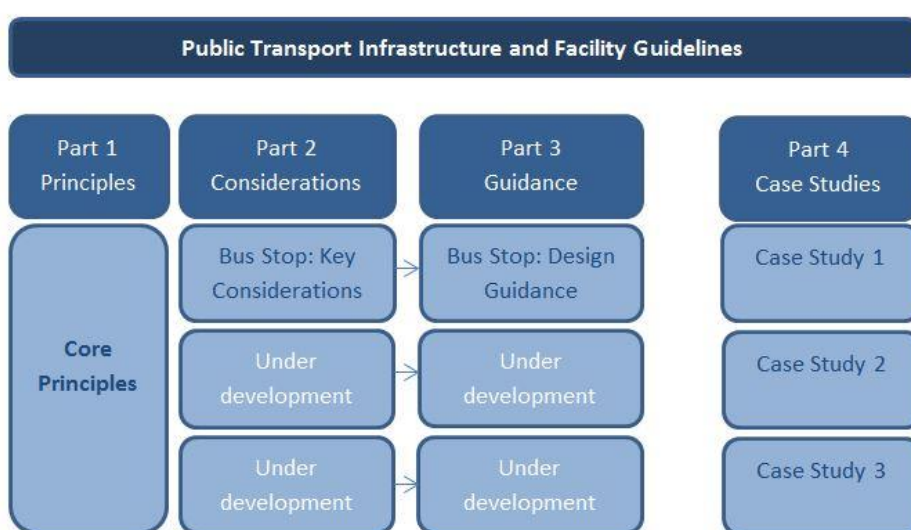 Public Transport Infrastructure and Facility Guidelines
Part 1
Principles
Part 2
Considerations
Part 3
Guidance
Part 4
Case Studies
Core
Principles
Bus Stop: Key
Considerations
Bus Stop: Design
Guidance
Case Study 1
Under
development
Under
development
Case Study 2
Under
development
Under
development
Case Study 3